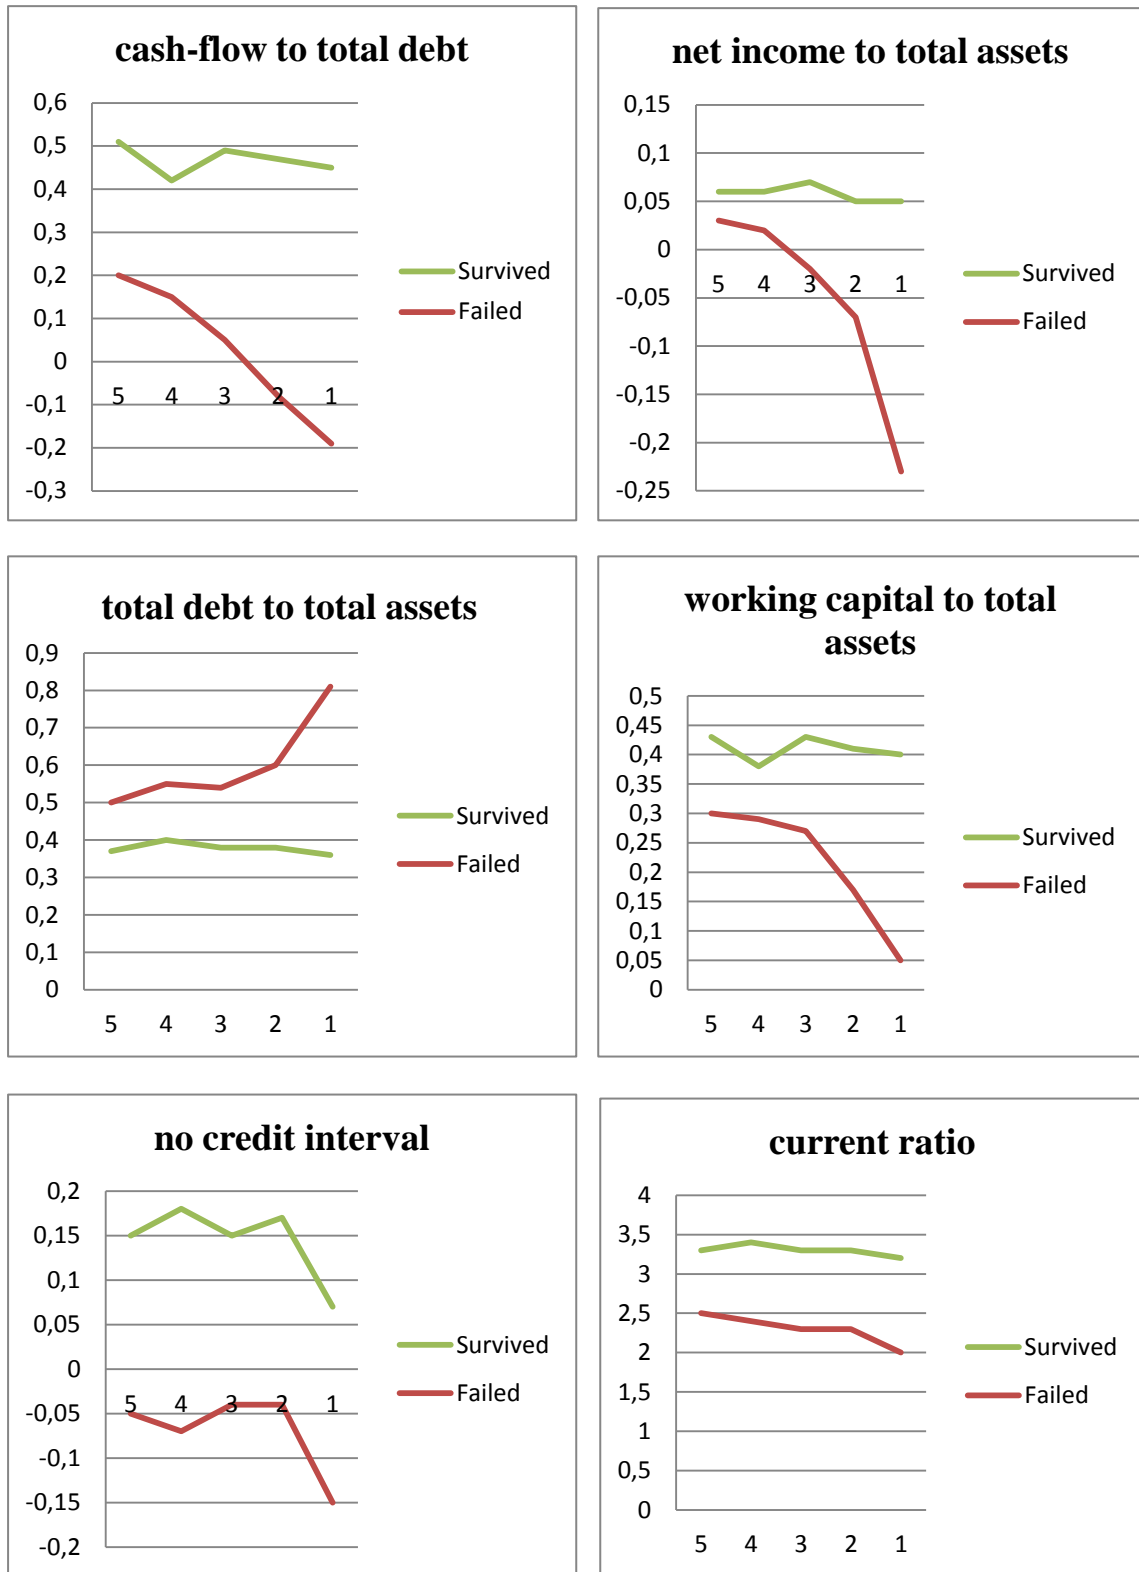 cash-flow to total debt
0,6
0,5
0,4
0,3
0,2
0,1
0
-0,1
-0,2
-0,3
5 4 3 2 1
Survived
Failed
net income to total assets
0,15
0,1
0,05
0
-0,05
-0,1
-0,15
-0,2
-0,25
5 4 3 2 1
Survived
Failed
total debt to total assets
0,9
0,8
0,7
0,6
0,5
0,4
0,3
0,2
0,1
0
5 4 3 2 1
Survived
Failed
working capital to total
assets
0,5
0,45
0,4
0,35
0,3
0,25
0,2
0,15
0,1
0,05
0
5 4 3 2 1
Survived
Failed
no credit interval
0,2
0,15
0,1
0,05
0
-0,05
-0,1
-0,15
-0,2
5 4 3 2 1
Survived
Failed
current ratio
4
3,5
3
2,5
2
1,5
1
0,5
0
5 4 3 2 1
Survived
Failed